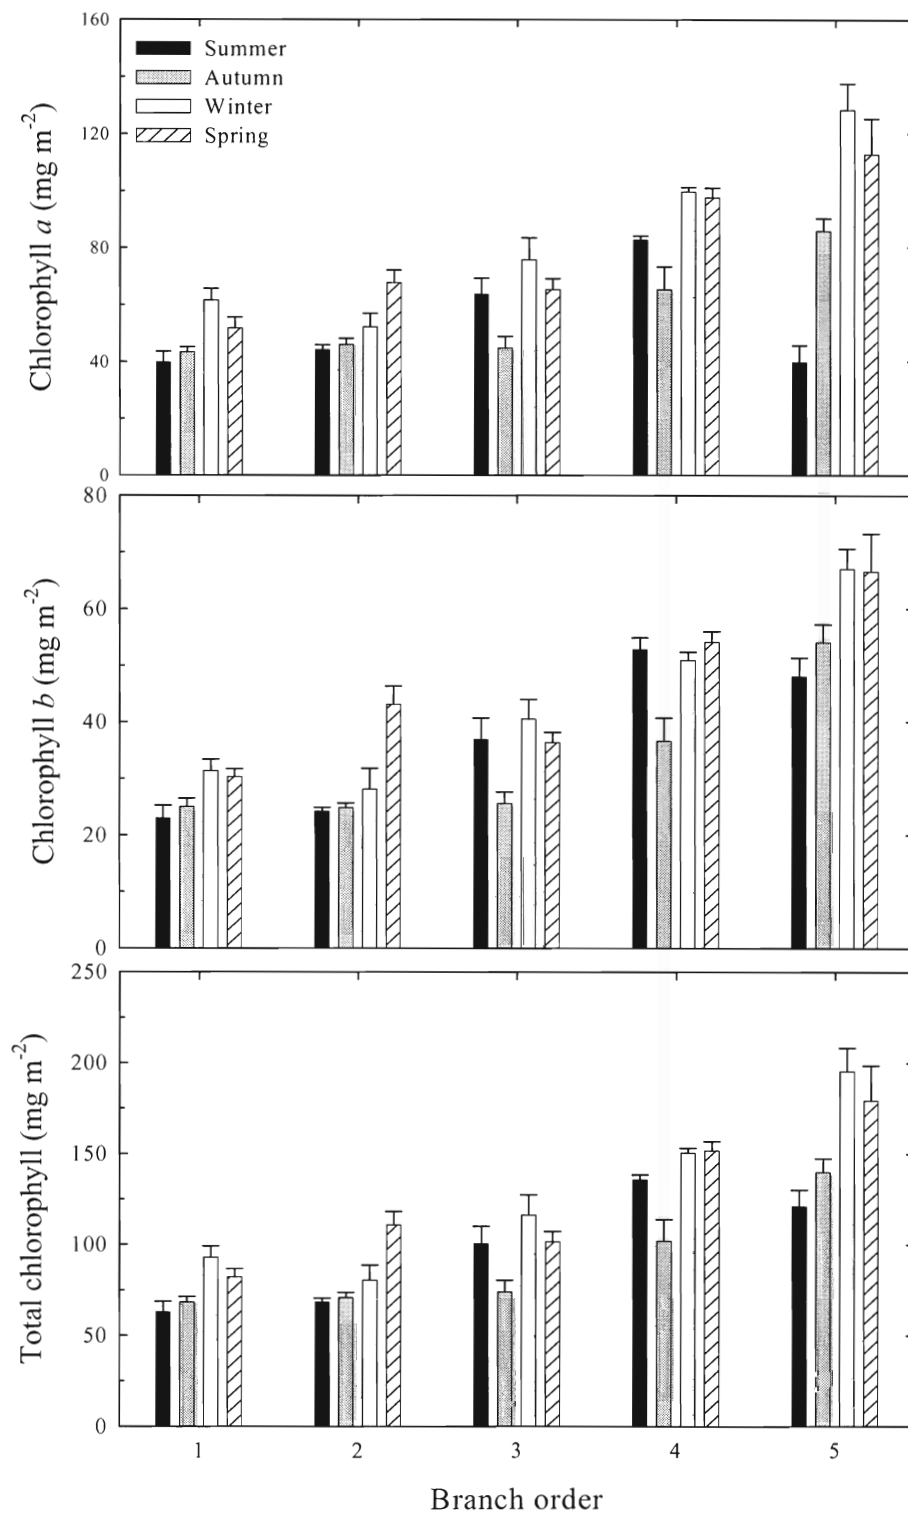 160
120
80
40
0
Chlorophyll a (mg m-2)
Summer
Autumn
Winter
Spring
80
60
40
20
0
Chlorophyll b (mg m-2)
250
200
150
100
50
0
Total chlorophyll (mg m-2)
1 2 3 4 5
Branch order